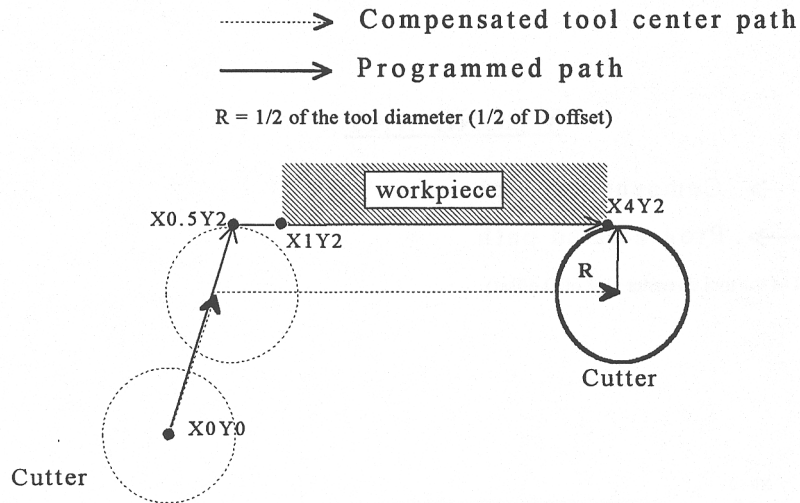 Compensated tool center path
Programmed path
R = 1/2 of the tool diameter (1/2 of D offset)
workpiece
X0.5Y2
X1Y2
X4Y2
R
Cutter
X0Y0
Cutter